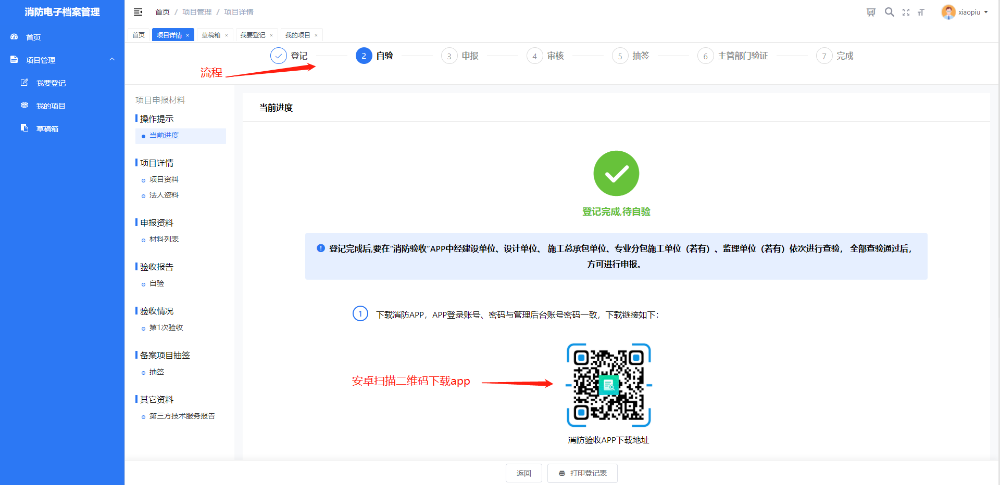 消防电子档案管理
首页
项目管理
我要登记
我的项目
草稿箱
首页 / 项目管理 / 项目详情
xiaopiu
首页
项目详情 ×
草稿箱 ×
我要登记 ×
我的项目 ×
登记
2 自验
3 申报
4 审核
5 抽签
6 主管部门验证
7 完成
流程
项目申报材料
操作提示
当前进度
项目详情
项目资料
法人资料
申报资料
材料列表
验收报告
自验
验收情况
第1次验收
备案项目抽签
抽签
其它资料
第三方技术服务报告
当前进度
登记完成,待自验
登记完成后,要在“消防验收”APP中经建设单位、设计单位、 施工总承包单位、专业分包施工单位（若有）、监理单位（若有）依次进行查验， 全部查验通过后，
方可进行申报。
1 下载消防APP，APP登录账号、密码与管理后台账号密码一致，下载链接如下：
安卓扫描二维码下载app
消防验收APP下载地址
返回
打印登记表